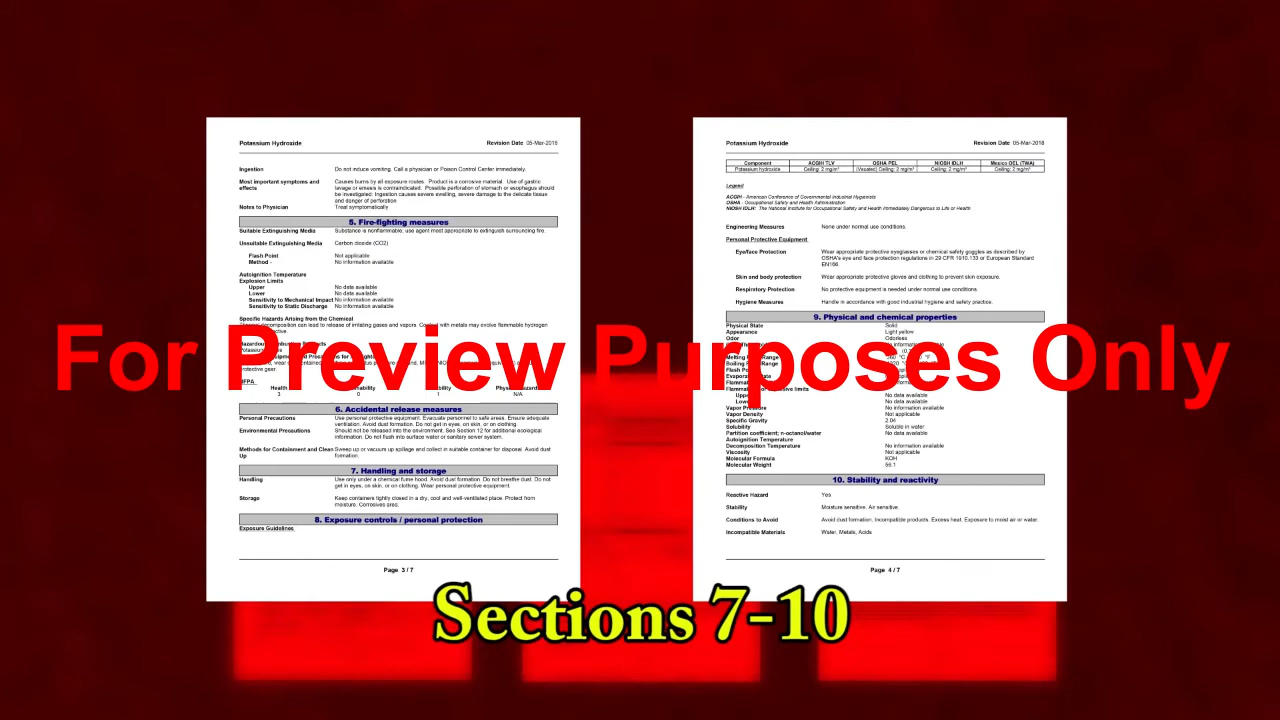 Potassium Hydroxide Revision Date 05-Mar-2018
Ingestion Do not induce vomiting. Call a physician or Poison Control Center immediately.
Most important symptoms and effects Causes burns by all exposure routes. Product is a corrosive material. Use of gastric
lavage or emesis is contraindicated. Possible perforation of stomach or esophagus should
be investigated: Ingestion causes severe swelling, severe damage to the delicate tissue
and danger of perforation
Notes to Physician Treat symptomatically
5. Fire-fighting measures
Suitable Extinguishing Media Substance is nonflammable, use agent most appropriate to extinguish surrounding fire.
Unsuitable Extinguishing Media Carbon dioxide (CO2)
Flash Point Not applicable
Method - No information available
Autoignition Temperature
Explosion Limits
Upper No data available
Lower No data available
Sensitivity to Mechanical Impact No information available
Sensitivity to Static Discharge No information available
Specific Hazards Arising from the Chemical
decomposition can lead to release of irritating gases and vapors. with metals may evolve flammable hydrogen
protective gear.
NFPA
Health
3 0 1 N/A
6. Accidental release measures
Personal Precautions Use personal protective equipment. Evacuate personnel to safe areas. Ensure adequate
ventilation. Avoid dust formation. Do not get in eyes, on skin, or on clothing.
Environmental Precautions Should not be released into the environment. See Section 12 for additional ecological
information. Do not flush into surface water or sanitary sewer system.
Methods for Containment and Clean Up Sweep up or vacuum up spillage and collect in suitable container for disposal. Avoid dust
formation.
7. Handling and storage
Handling Use only under a chemical fume hood. Avoid dust formation. Do not breathe dust. Do not
get in eyes, on skin, or on clothing. Wear personal protective equipment.
Storage Keep containers tightly closed in a dry, cool and well-ventilated place. Protect from
moisture. Corrosives area.
8. Exposure controls / personal protection
Exposure Guidelines
Page 3 / 7
Potassium Hydroxide Revision Date 05-Mar-2018
Component ACGIH TLV OSHA PEL NIOSH IDLH Mexico OEL (TWA)
Potassium hydroxide Ceiling: 2 mg/m³ (Vacated) Ceiling: 2 mg/m³ Ceiling: 2 mg/m³ Ceiling: 2 mg/m³
Legend
ACGIH - American Conference of Governmental Industrial Hygienists
OSHA - Occupational Safety and Health Administration
NIOSH IDLH: The National Institute for Occupational Safety and Health Immediately Dangerous to Life or Health
Engineering Measures None under normal use conditions.
Personal Protective Equipment
Eye/face Protection Wear appropriate protective eyeglasses or chemical safety goggles as described by
OSHA's eye and face protection regulations in 29 CFR 1910.133 or European Standard
EN166.
Skin and body protection Wear appropriate protective gloves and clothing to prevent skin exposure.
Respiratory Protection No protective equipment is needed under normal use conditions.
Hygiene Measures Handle in accordance with good industrial hygiene and safety practice.
9. Physical and chemical properties
Physical State Solid
Appearance Light yellow
Odor Odorless
No data available
No data available
Vapor Pressure No information available
Vapor Density Not applicable
Specific Gravity 2.04
Solubility Soluble in water
Partition coefficient; n-octanol/water No data available
Autoignition Temperature
Decomposition Temperature No information available
Viscosity Not applicable
Molecular Formula KOH
Molecular Weight 56.1
10. Stability and reactivity
Reactive Hazard Yes
Stability Moisture sensitive. Air sensitive.
Conditions to Avoid Avoid dust formation. Incompatible products. Excess heat. Exposure to moist air or water.
Incompatible Materials Water, Metals, Acids
Page 4 / 7
For Preview Purposes Only
Sections 7-10